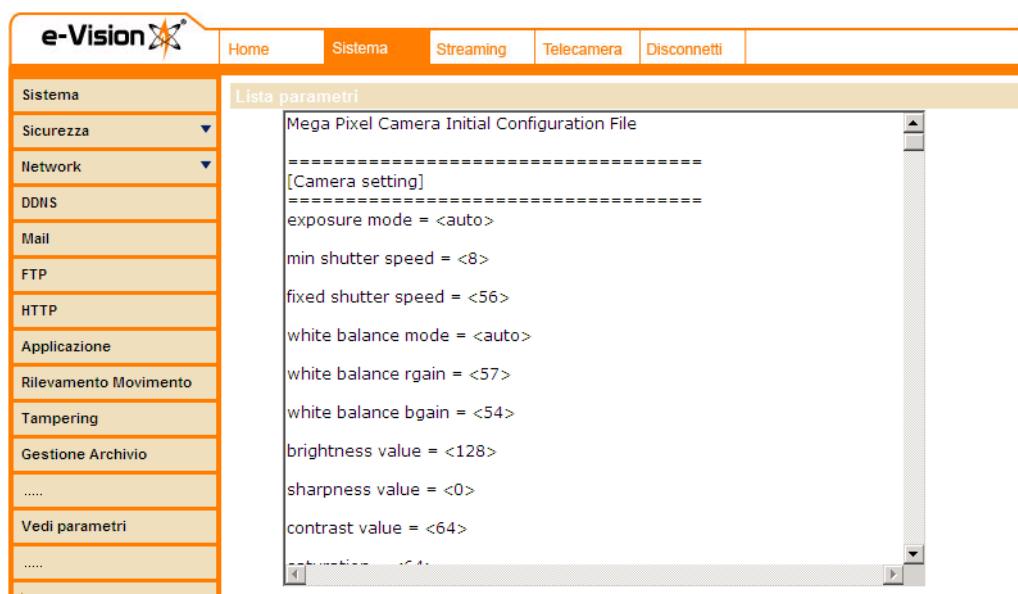 e-Vision
Home Sistema Streaming Telecamera Disconnetti
Sistema
Sicurezza
Network
DDNS
Mail
FTP
HTTP
Applicazione
Rilevamento Movimento
Tampering
Gestione Archivio
.....
Vedi parametri
.....
Lista parametri
Mega Pixel Camera Initial Configuration File
====================================
[Camera setting]
====================================
exposure mode = <auto>
min shutter speed = <8>
fixed shutter speed = <56>
white balance mode = <auto>
white balance rgain = <57>
white balance bgain = <54>
brightness value = <128>
sharpness value = <0>
contrast value = <64>